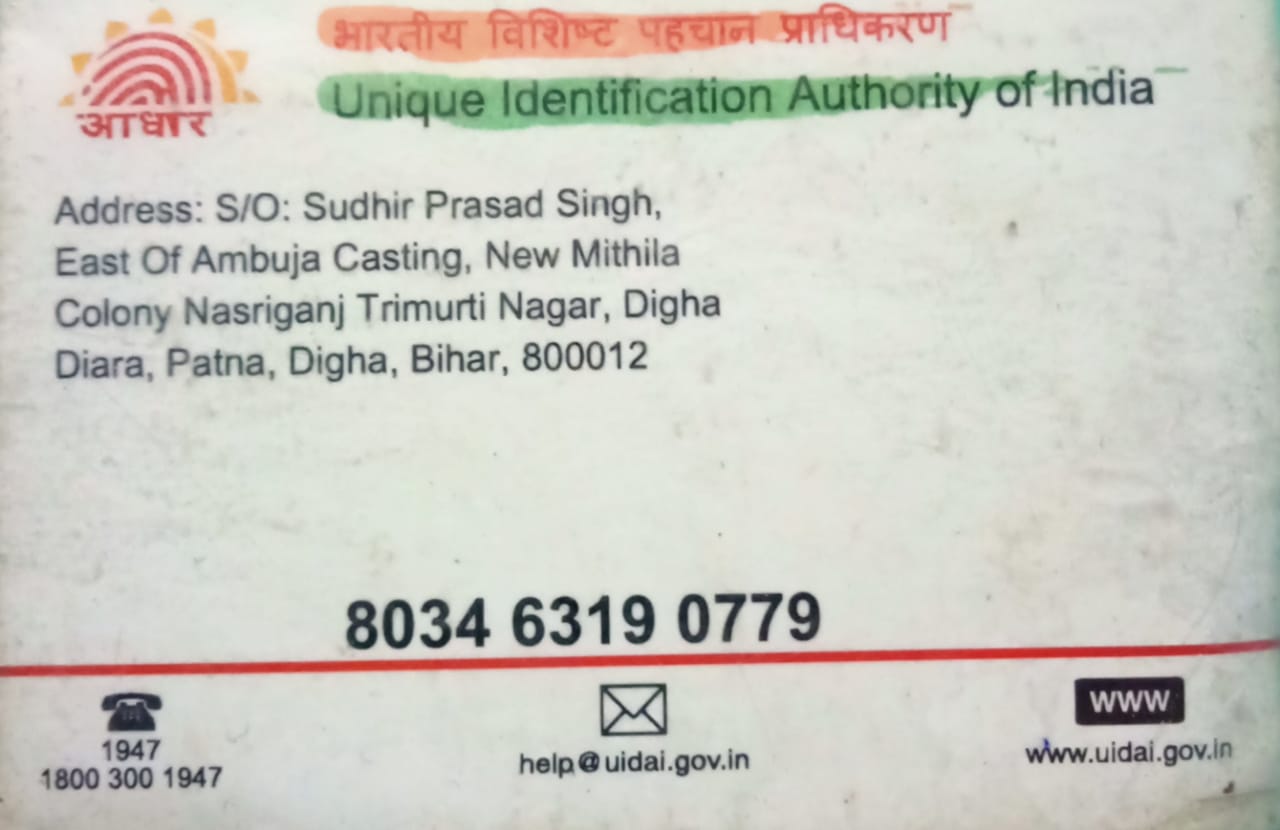 आधार
भारतीय विशिष्ट पहचान प्राधिकरण
Unique Identification Authority of India
Address: S/O: Sudhir Prasad Singh,
East Of Ambuja Casting, New Mithila
Colony Nasriganj Trimurti Nagar, Digha
Diara, Patna, Digha, Bihar, 800012
8034 6319 0779
1947
1800 300 1947
help@uidai.gov.in
www
www.uidai.gov.in